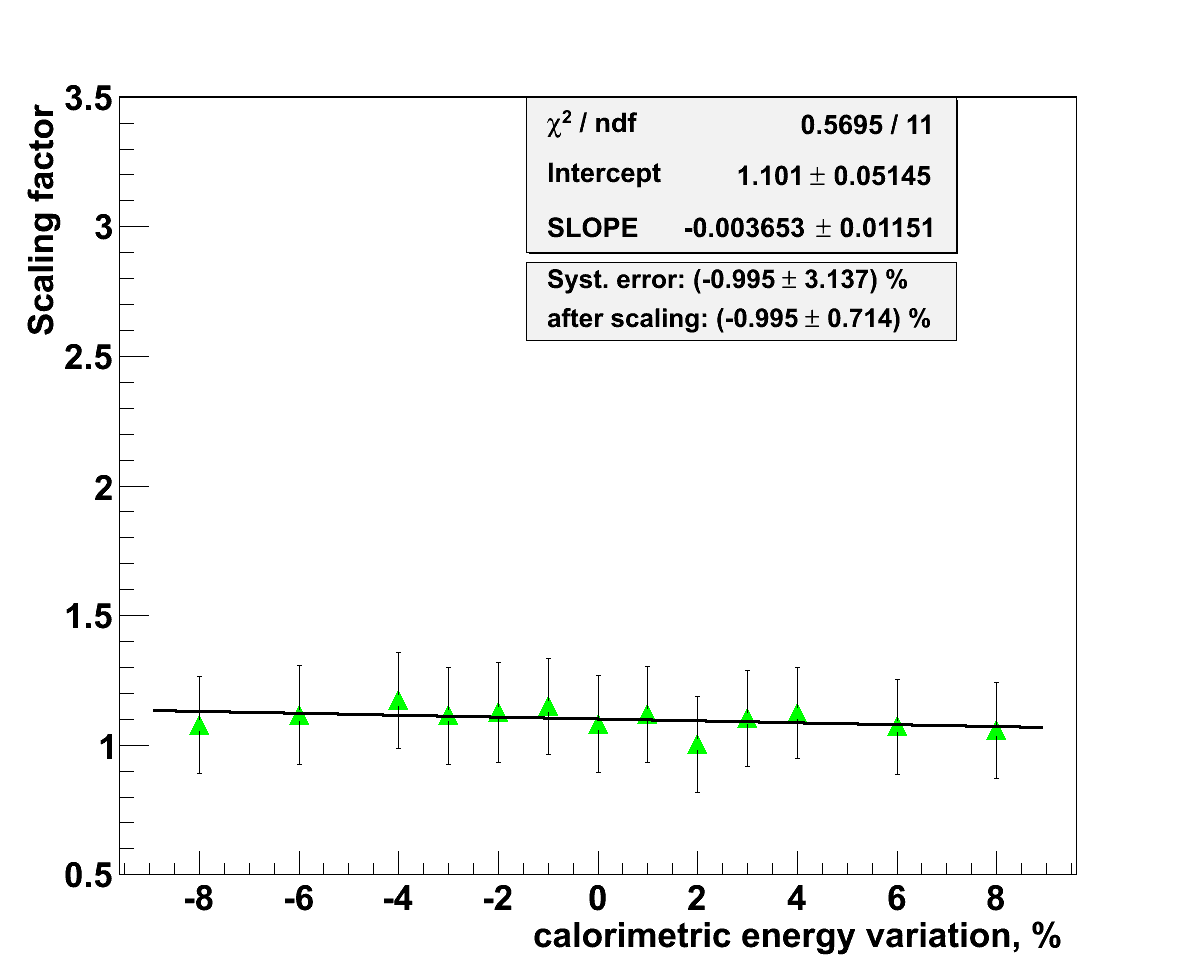 3.5
3
2.5
2
1.5
1
0.5
Scaling factor
χ² / ndf 0.5695 / 11
Intercept 1.101 ± 0.05145
SLOPE -0.003653 ± 0.01151
Syst. error: (-0.995 ± 3.137) %
after scaling: (-0.995 ± 0.714) %
-8 -6 -4 -2 0 2 4 6 8
calorimetric energy variation, %